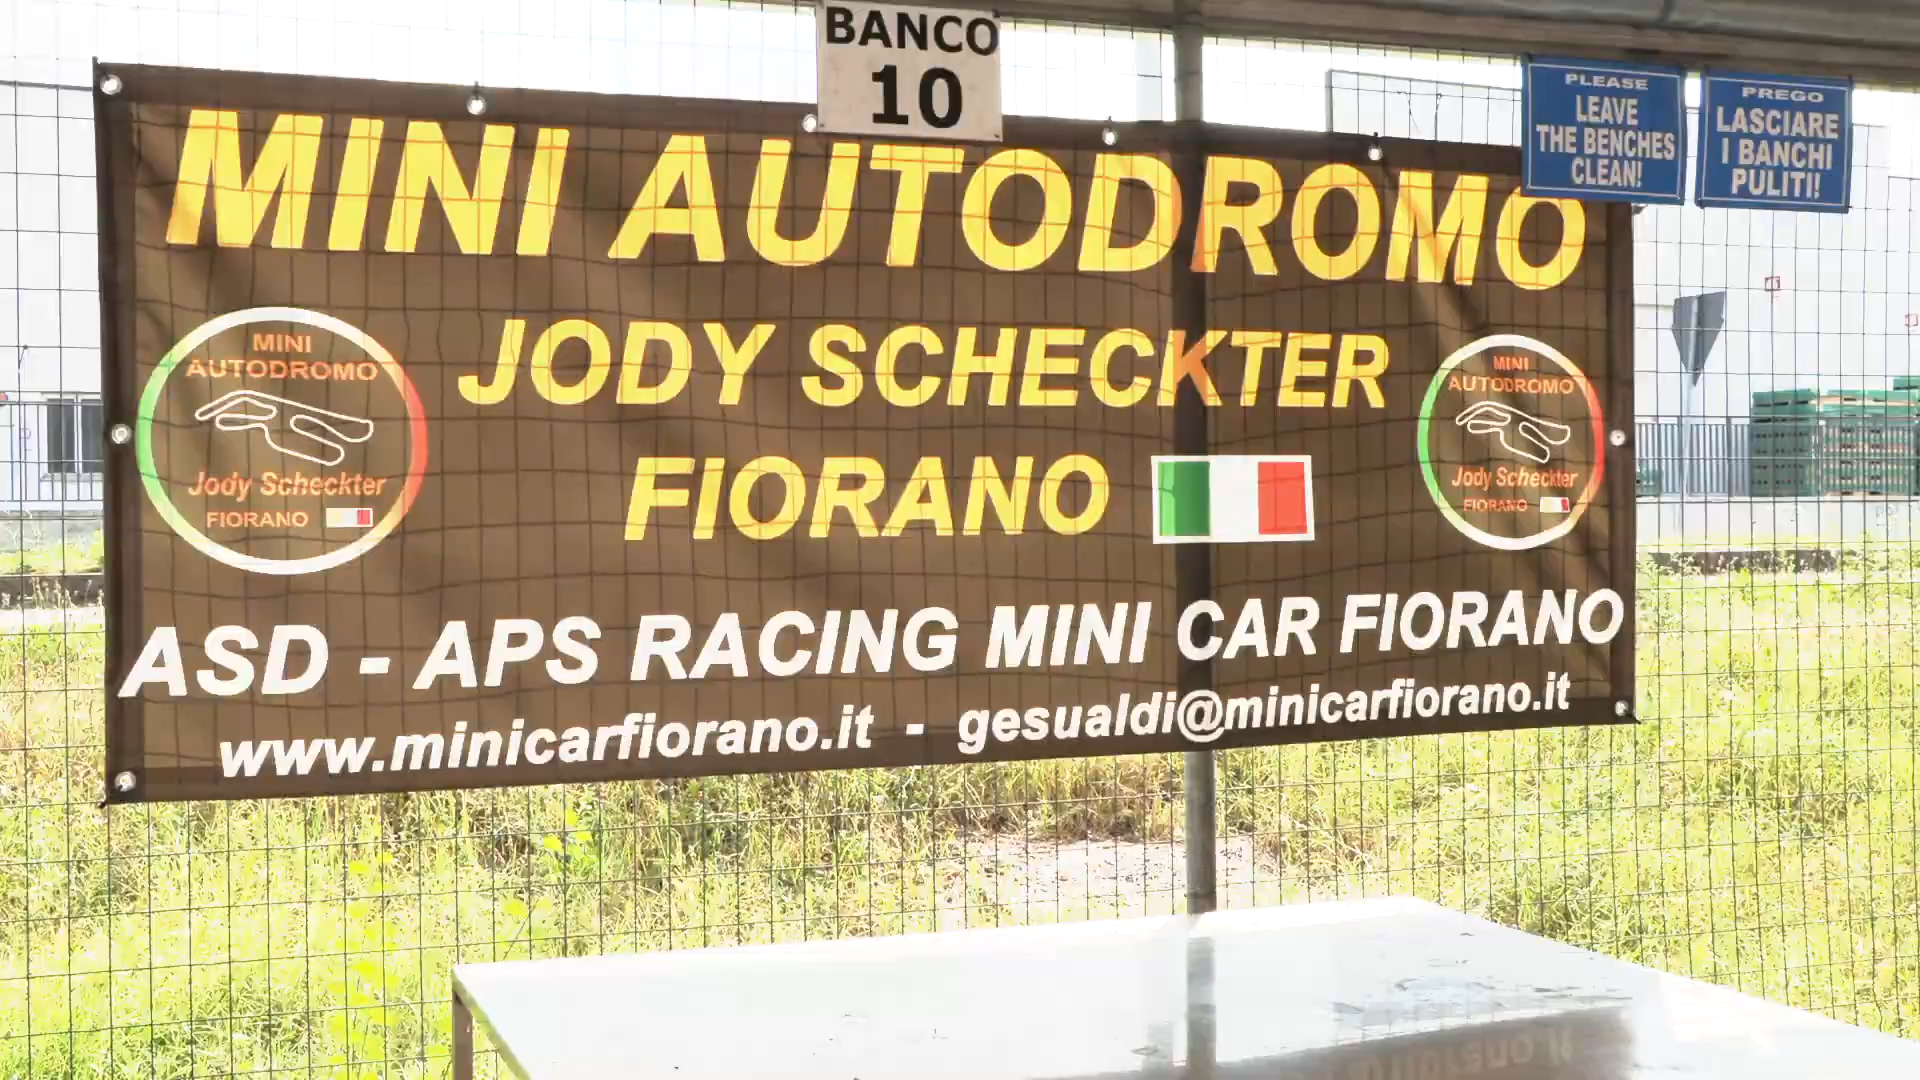 BANCO
10
PLEASE
LEAVE
THE BENCHES
CLEAN!
PREGO
LASCIARE
I BANCHI
PULITI!
MINI AUTODROMO
JODY SCHECKTER
FIORANO
MINI
AUTODROMO
Jody Scheckter
FIORANO
MINI
AUTODROMO
Jody Scheckter
FIORANO
ASD - APS RACING MINI CAR FIORANO
www.minicarfiorano.it - gesualdi@minicarfiorano.it